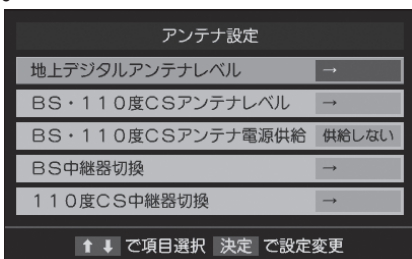 アンテナ設定
地上デジタルアンテナレベル →
BS・110度CSアンテナレベル →
BS・110度CSアンテナ電源供給 供給しない
BS中継器切換 →
110度CS中継器切換 →
↑ ↓ で項目選択 決定 で設定変更